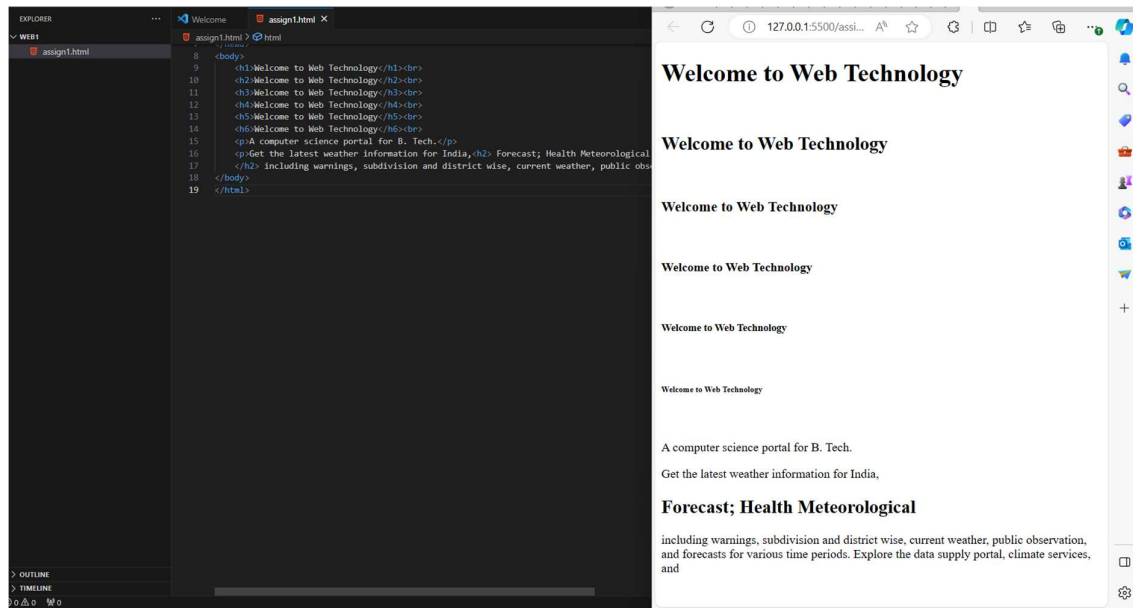 EXPLORER
WEB1
assign1.html
OUTLINE
TIMELINE
0 0 0
Welcome
assign1.html
assign1.html > html
8 <body>
9 <h1>Welcome to Web Technology</h1><br>
10 <h2>Welcome to Web Technology</h2><br>
11 <h3>Welcome to Web Technology</h3><br>
12 <h4>Welcome to Web Technology</h4><br>
13 <h5>Welcome to Web Technology</h5><br>
14 <h6>Welcome to Web Technology</h6><br>
15 <p>A computer science portal for B. Tech.</p>
16 <p>Get the latest weather information for India,<h2> Forecast; Health Meteorological
17 </h2> including warnings, subdivision and district wise, current weather, public obs
18 </body>
19 </html>
127.0.0.1:5500/assi...
Welcome to Web Technology
Welcome to Web Technology
Welcome to Web Technology
Welcome to Web Technology
Welcome to Web Technology
Welcome to Web Technology
A computer science portal for B. Tech.
Get the latest weather information for India,
Forecast; Health Meteorological
including warnings, subdivision and district wise, current weather, public observation,
and forecasts for various time periods. Explore the data supply portal, climate services,
and